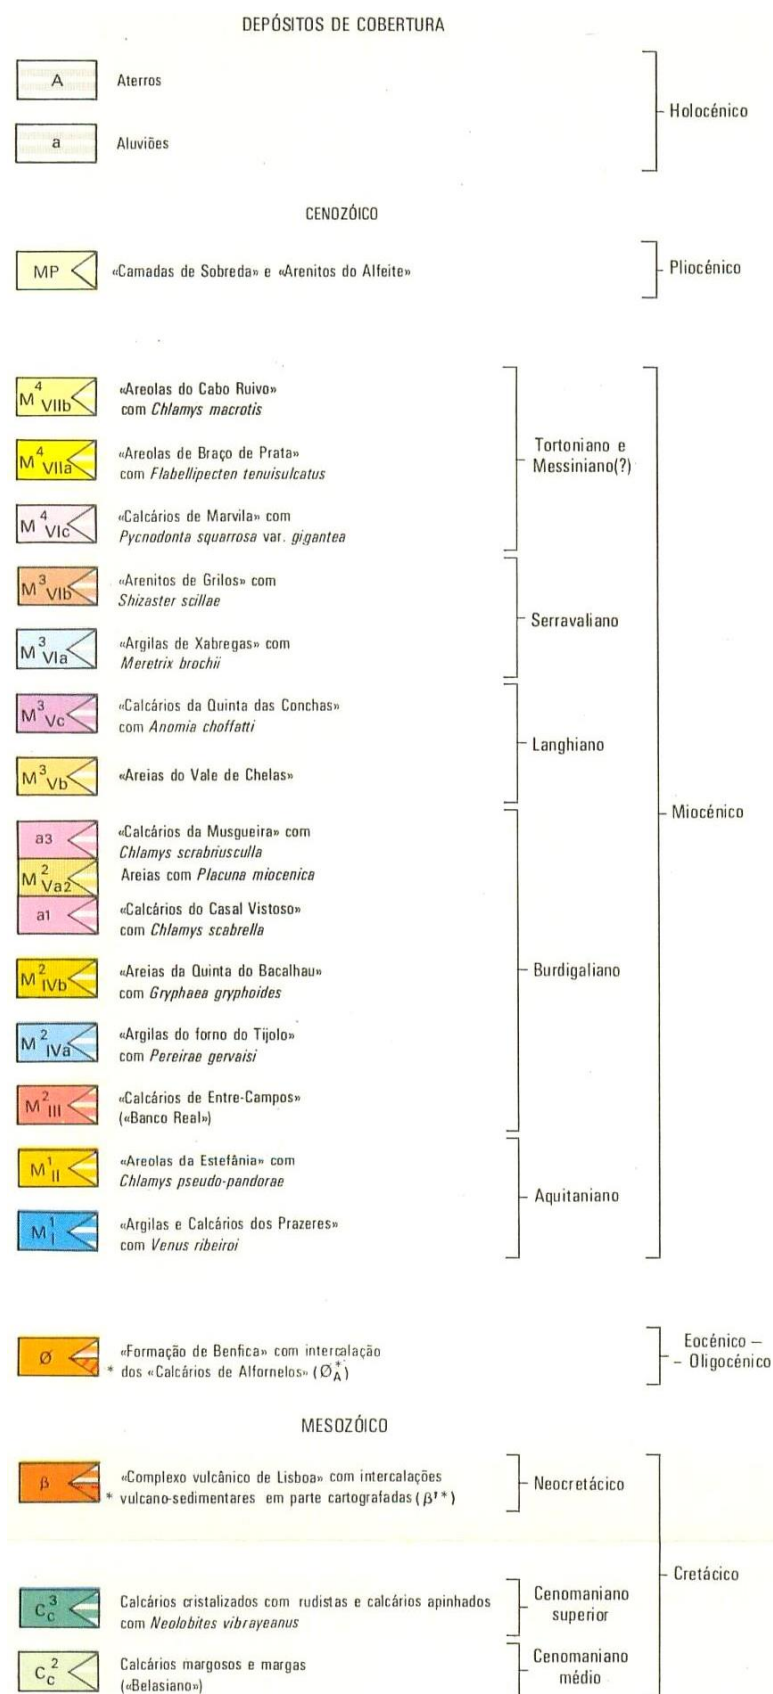 DEPÓSITOS DE COBERTURA
A Aterros
Holocénico
a Aluviões
CENOZÓICO
MP «Camadas de Sobreda» e «Arenitos do Alfeite» Pliocénico
M⁴VIIb «Areolas do Cabo Ruivo»
com Chlamys macrotis
M⁴VIIa «Areolas de Braço de Prata»
com Flabellipecten tenuisulcatus
Tortoniano e
Messiniano(?)
M⁴VIc «Calcários de Marvila» com
Pycnodonta squarrosa var. gigantea
M³VIb «Arenitos de Grilos» com
Shizaster scillae
Serravaliano
M³VIa «Argilas de Xabregas» com
Meretrix brochii
M³Vc «Calcários da Quinta das Conchas»
com Anomia choffatti
Langhiano
M³Vb «Areias do Vale de Chelas»
Miocénico
a3 «Calcários da Musgueira» com
Chlamys scrabriusculla
M²Va2 Areias com Placuna miocenica
a1 «Calcários do Casal Vistoso»
com Chlamys scabrella
M²IVb «Areias da Quinta do Bacalhau»
com Gryphaea gryphoides
Burdigaliano
M²IVa «Argilas do forno do Tijolo»
com Pereirae gervaisi
M²III «Calcários de Entre-Campos»
(«Banco Real»)
M¹II «Areolas da Estefânia» com
Chlamys pseudo-pandorae
Aquitaniano
M¹I «Argilas e Calcários dos Prazeres»
com Venus ribeiroi
Ø «Formação de Benfica» com intercalação
* dos «Calcários de Alfornelos» (Ø*A)
Eocénico –
– Oligocénico
MESOZÓICO
β «Complexo vulcânico de Lisboa» com intercalações
* vulcano-sedimentares em parte cartografadas (β'*)
Neocretácico
Cretácico
C³c Calcários cristalizados com rudistas e calcários apinhados
com Neolobites vibrayeanus
Cenomaniano
superior
C²c Calcários margosos e margas
(«Belasiano»)
Cenomaniano
médio